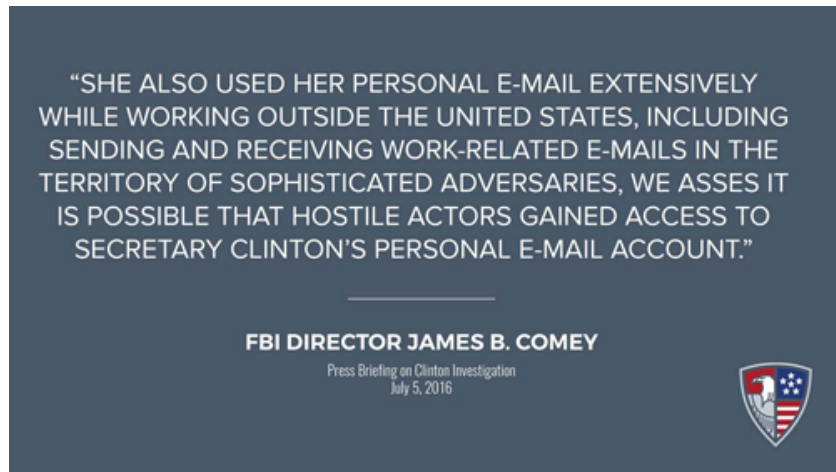 “SHE ALSO USED HER PERSONAL E-MAIL EXTENSIVELY
WHILE WORKING OUTSIDE THE UNITED STATES, INCLUDING
SENDING AND RECEIVING WORK-RELATED E-MAILS IN THE
TERRITORY OF SOPHISTICATED ADVERSARIES, WE ASSES IT
IS POSSIBLE THAT HOSTILE ACTORS GAINED ACCESS TO
SECRETARY CLINTON’S PERSONAL E-MAIL ACCOUNT.”
FBI DIRECTOR JAMES B. COMEY
Press Briefing on Clinton Investigation
July 5, 2016